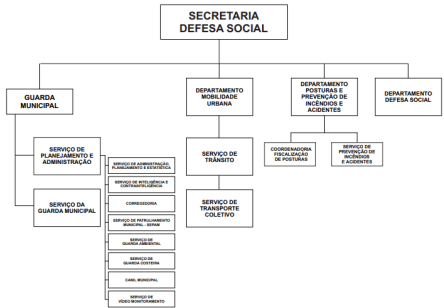 SECRETARIA
DEFESA SOCIAL
GUARDA
MUNICIPAL
DEPARTAMENTO
MOBILIDADE
URBANA
DEPARTAMENTO
POSTURAS E
PREVENÇÃO DE
INCÊNDIOS E
ACIDENTES
DEPARTAMENTO
DEFESA SOCIAL
SERVIÇO DE
PLANEJAMENTO E
ADMINISTRAÇÃO
SERVIÇO DA
GUARDA MUNICIPAL
SERVIÇO DE ADMINISTRAÇÃO,
PLANEJAMENTO E ESTATÍSTICA
SERVIÇO DE INTELIGÊNCIA E
CONTRAINTELIGÊNCIA
CORREGEDORIA
SERVIÇO DE PATRULHAMENTO
MUNICIPAL - SEPAM
SERVIÇO DE
GUARDA AMBIENTAL
SERVIÇO DE
GUARDA COSTEIRA
CANIL MUNICIPAL
SERVIÇO DE
VÍDEO MONITORAMENTO
SERVIÇO DE
TRÂNSITO
SERVIÇO DE
TRANSPORTE
COLETIVO
COORDENADORIA
FISCALIZAÇÃO
DE POSTURAS
SERVIÇO DE
PREVENÇÃO DE
INCÊNDIOS
E ACIDENTES